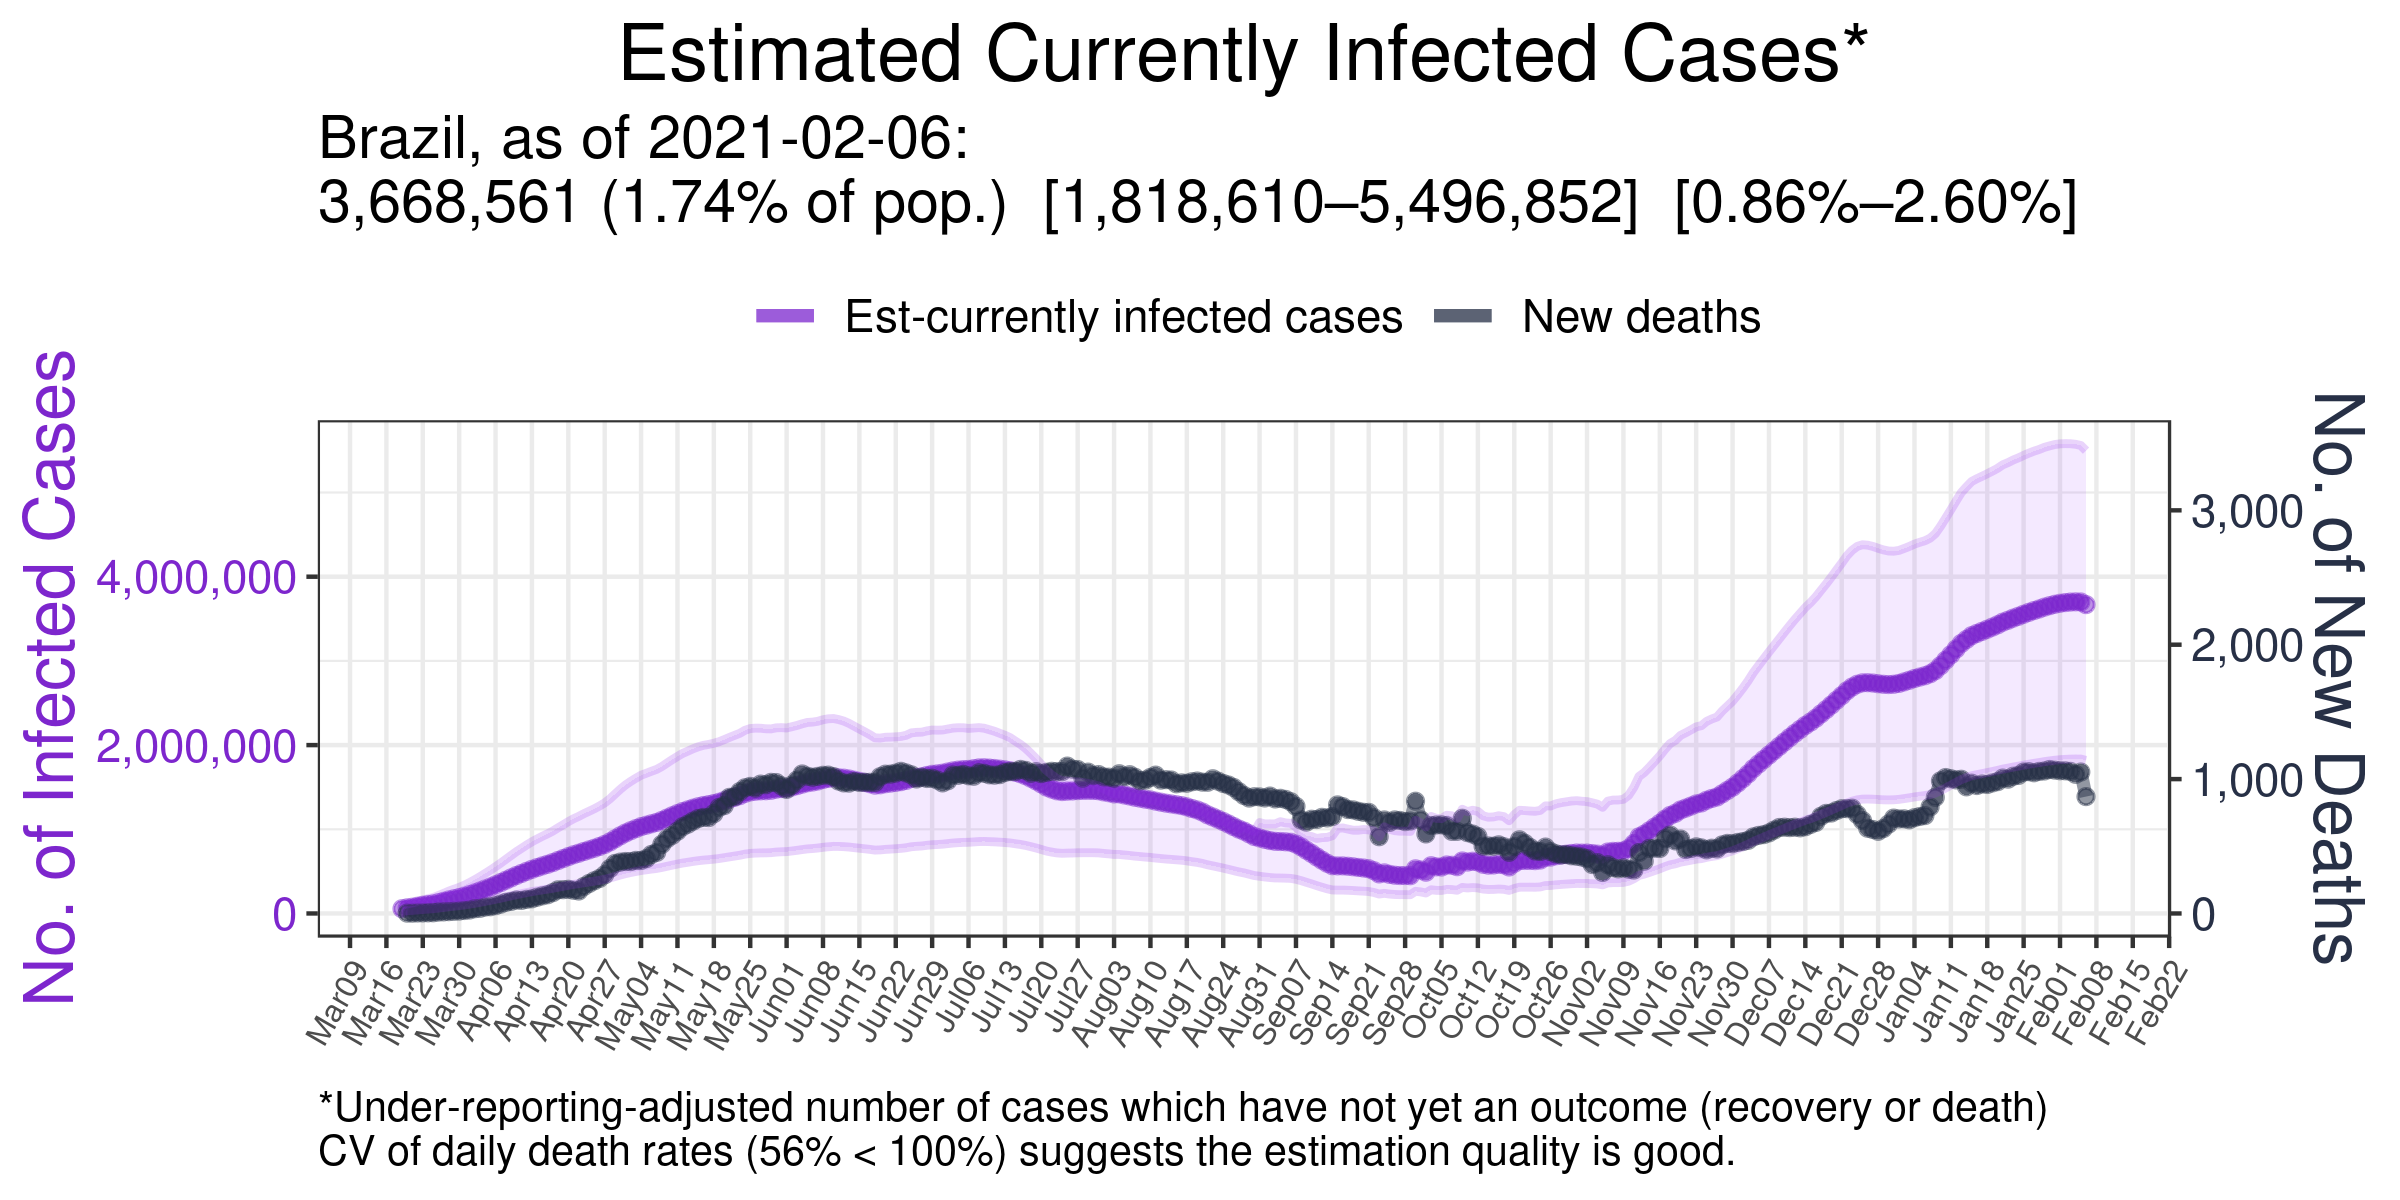 Estimated Currently Infected Cases*
Brazil, as of 2021-02-06:
3,668,561 (1.74% of pop.) [1,818,610–5,496,852] [0.86%–2.60%]
Est-currently infected cases
New deaths
No. of Infected Cases
4,000,000
2,000,000
0
No. of New Deaths
3,000
2,000
1,000
0
Mar09
Mar16
Mar23
Mar30
Apr06
Apr13
Apr20
Apr27
May04
May11
May18
May25
Jun01
Jun08
Jun15
Jun22
Jun29
Jul06
Jul13
Jul20
Jul27
Aug03
Aug10
Aug17
Aug24
Aug31
Sep07
Sep14
Sep21
Sep28
Oct05
Oct12
Oct19
Oct26
Nov02
Nov09
Nov16
Nov23
Nov30
Dec07
Dec14
Dec21
Dec28
Jan04
Jan11
Jan18
Jan25
Feb01
Feb08
Feb15
Feb22
*Under-reporting-adjusted number of cases which have not yet an outcome (recovery or death)
CV of daily death rates (56% < 100%) suggests the estimation quality is good.